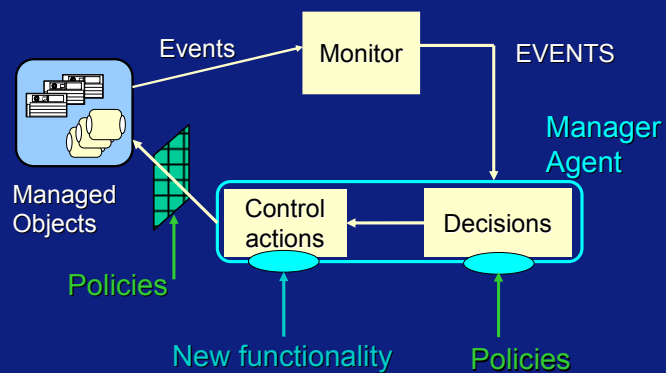 Events
Monitor
EVENTS
Manager
Agent
Managed
Objects
Control
actions
Decisions
Policies
New functionality
Policies